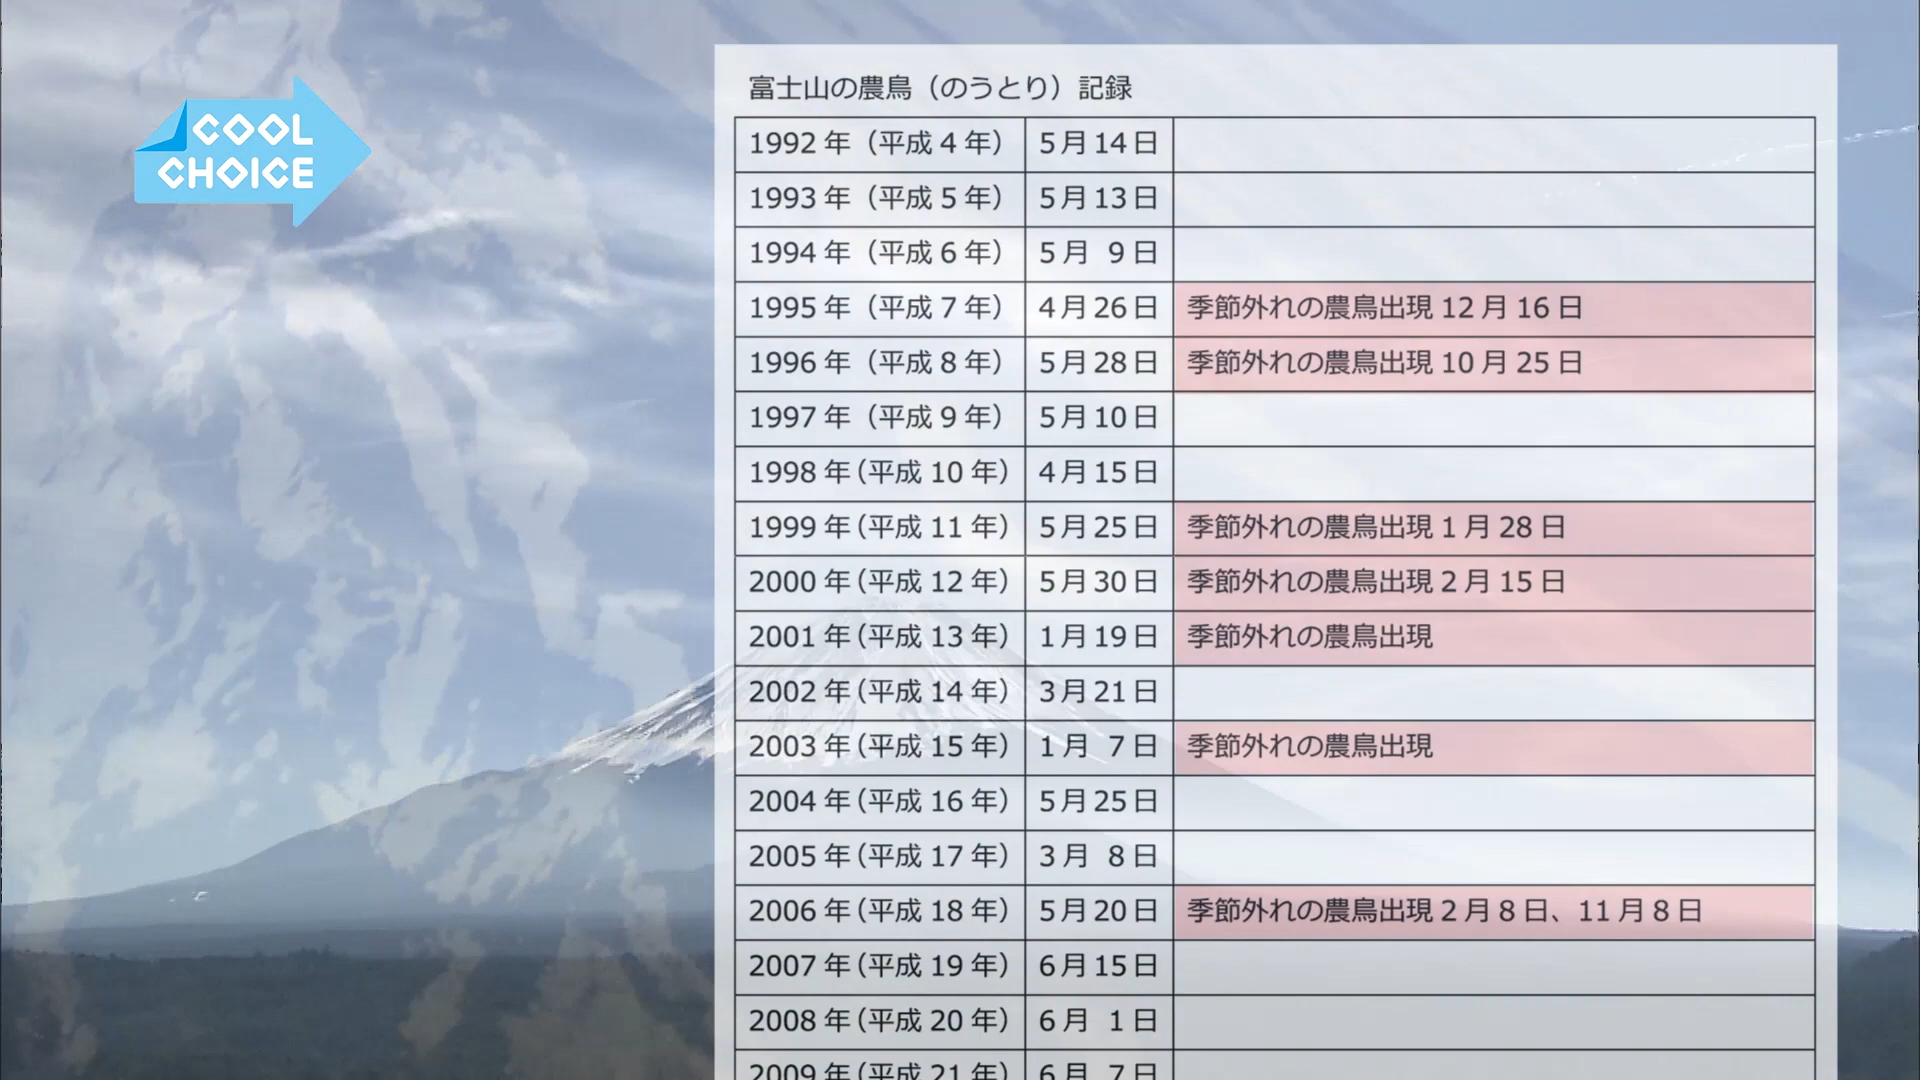 COOL
CHOICE
富士山の農鳥（のうとり）記録
1992年（平成4年） 5月14日
1993年（平成5年） 5月13日
1994年（平成6年） 5月 9日
1995年（平成7年） 4月26日 季節外れの農鳥出現12月16日
1996年（平成8年） 5月28日 季節外れの農鳥出現10月25日
1997年（平成9年） 5月10日
1998年（平成10年） 4月15日
1999年（平成11年） 5月25日 季節外れの農鳥出現1月28日
2000年（平成12年） 5月30日 季節外れの農鳥出現2月15日
2001年（平成13年） 1月19日 季節外れの農鳥出現
2002年（平成14年） 3月21日
2003年（平成15年） 1月 7日 季節外れの農鳥出現
2004年（平成16年） 5月25日
2005年（平成17年） 3月 8日
2006年（平成18年） 5月20日 季節外れの農鳥出現2月8日、11月8日
2007年（平成19年） 6月15日
2008年（平成20年） 6月 1日
2009年（平成21年） 6月 7日